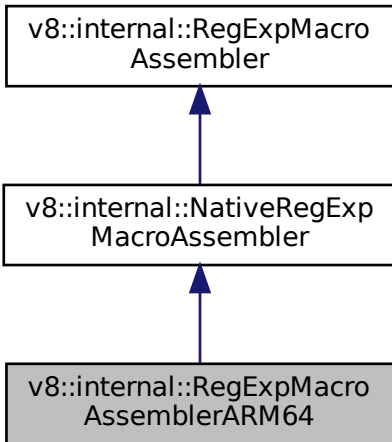 v8::internal::RegExpMacro
Assembler
v8::internal::NativeRegExp
MacroAssembler
v8::internal::RegExpMacro
AssemblerARM64